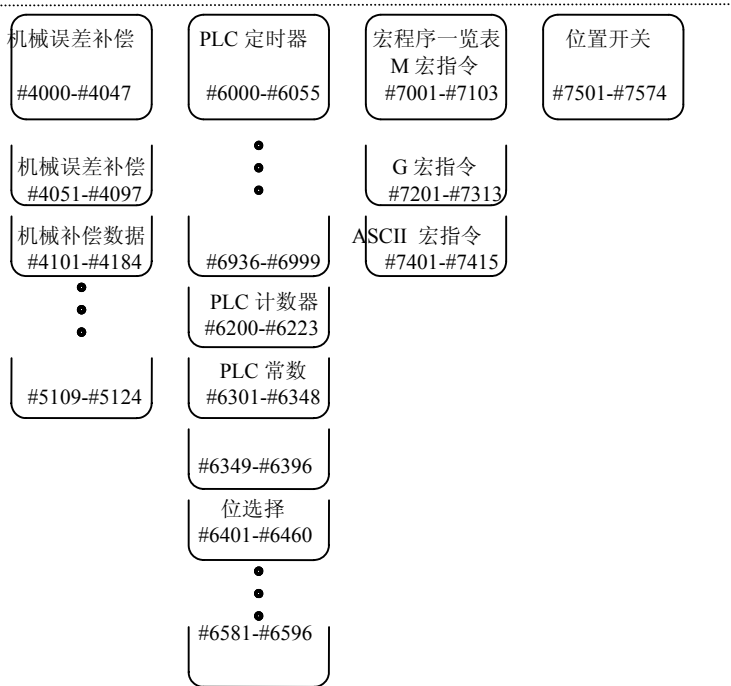 机械误差补偿
#4000-#4047
机械误差补偿
#4051-#4097
机械补偿数据
#4101-#4184
#5109-#5124
PLC 定时器
#6000-#6055
#6936-#6999
PLC 计数器
#6200-#6223
PLC 常数
#6301-#6348
#6349-#6396
位选择
#6401-#6460
#6581-#6596
宏程序一览表
M 宏指令
#7001-#7103
G 宏指令
#7201-#7313
ASCII 宏指令
#7401-#7415
位置开关
#7501-#7574